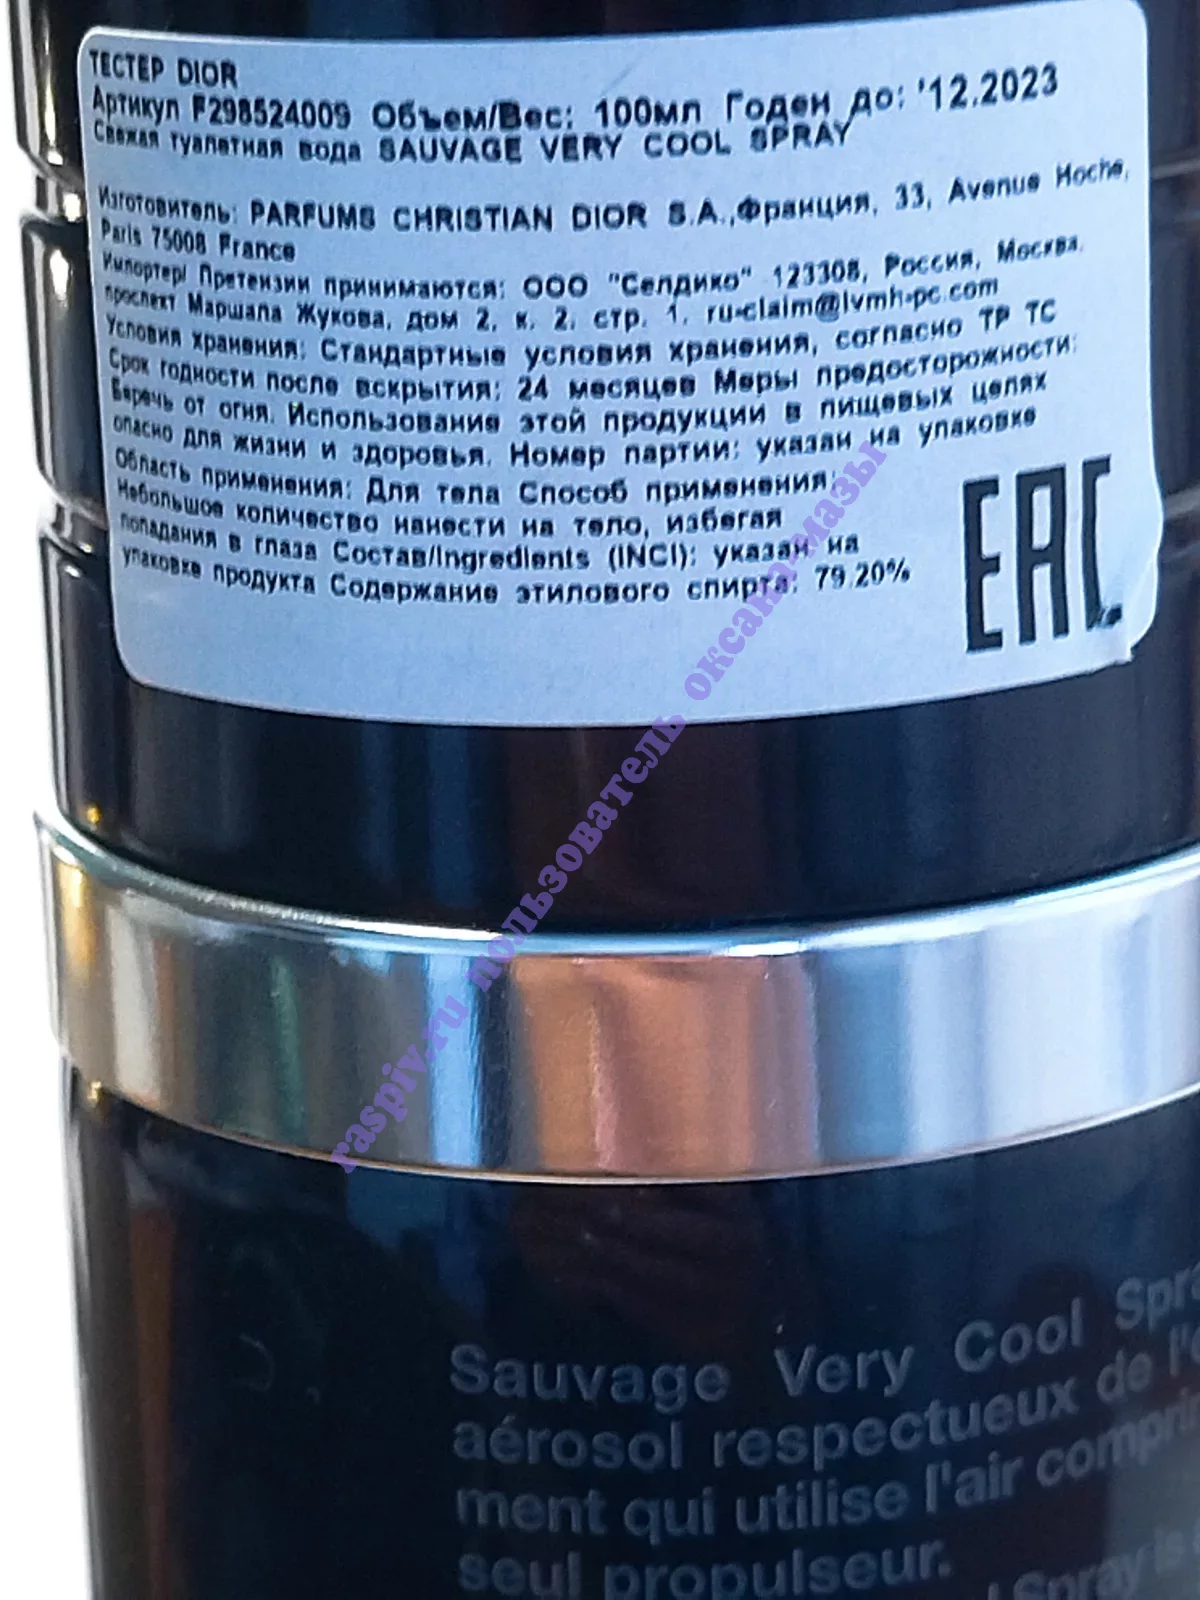 ТЕСТЕР DIOR
Артикул F298524009 Объем/Вес: 100мл Годен до: '12.2023
Свежая туалетная вода SAUVAGE VERY COOL SPRAY
Изготовитель: PARFUMS CHRISTIAN DIOR S.A.,Франция, 33, Avenue Hoche,
Paris 75008 France
Импортер/ Претензии принимаются: ООО "Селдико" 123308, Россия, Москва,
проспект Маршала Жукова, дом 2, к. 2, стр. 1, ru-claim@lvmh-pc.com
Условия хранения: Стандартные условия хранения, согласно ТР ТС
Срок годности после вскрытия: 24 месяцев Меры предосторожности:
Беречь от огня. Использование этой продукции в пищевых целях
опасно для жизни и здоровья. Номер партии: указан на упаковке
Область применения: Для тела Способ применения:
Небольшое количество нанести на тело, избегая
попадания в глаза Состав/Ingredients (INCI): указан на
упаковке продукта Содержание этилового спирта: 79.20%
EAC
raspiv.ru пользователь оксана-мазы
Sauvage Very Cool Spra
aérosol respectueux de l'
ment qui utilise l'air compri
seul propulseur.
Spray is